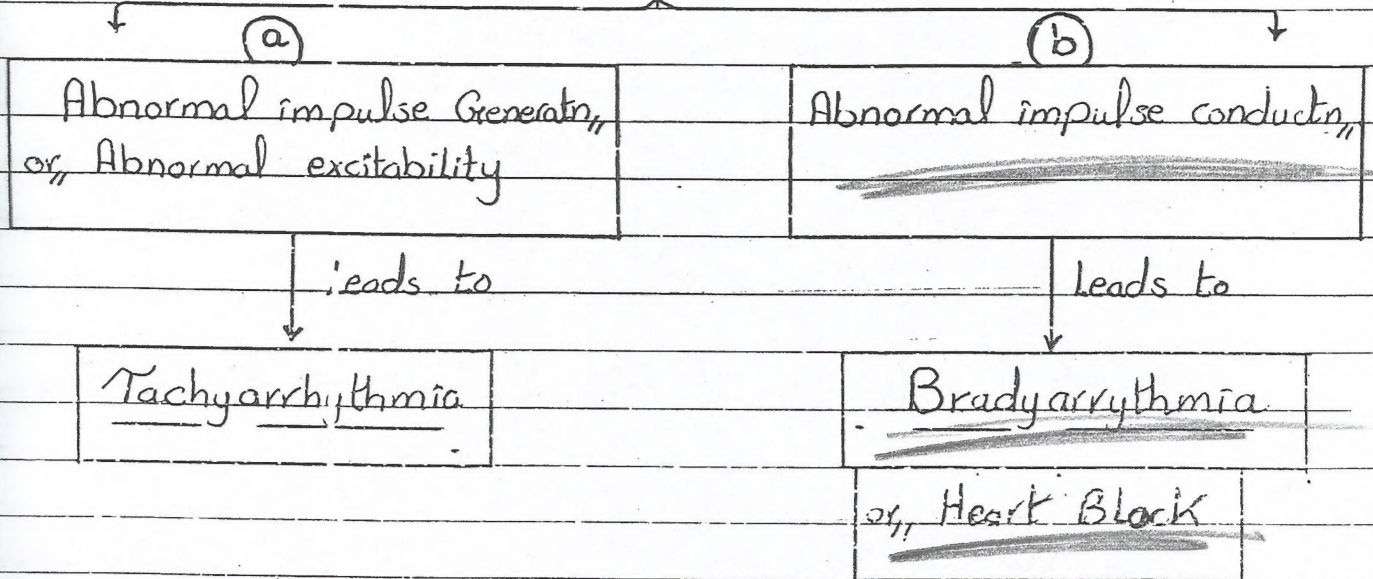 a
Abnormal impulse Generatn,,
or,, Abnormal excitability
leads to
Tachyarrhythmia
b
Abnormal impulse conductn,,
Leads to
Bradyarrythmia
or,, Heart Block